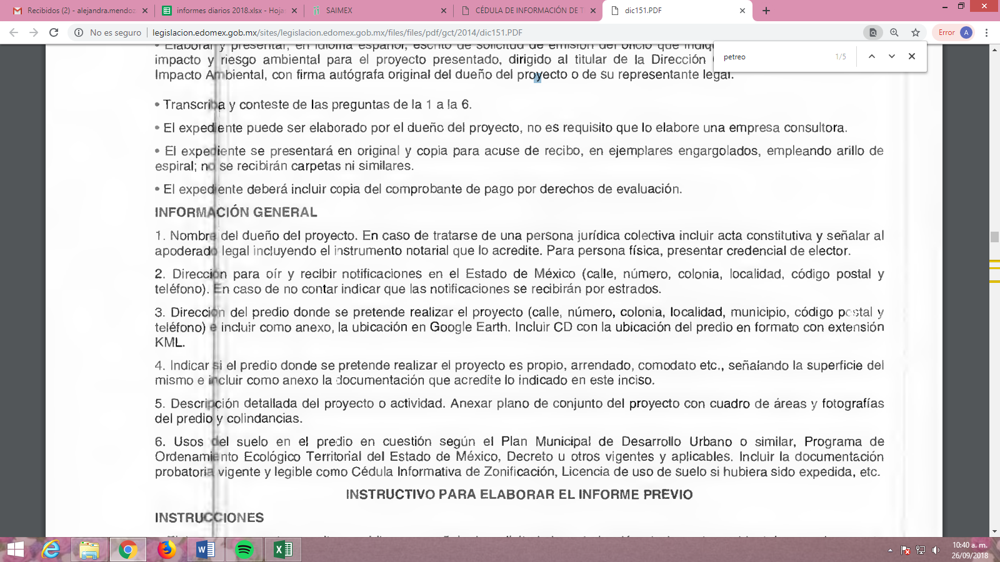 Recibidos (2) - alejandra.mendoz
informes diarios 2018.xlsx - Hoja
SAIMEX
CÉDULA DE INFORMACIÓN DE T
dic151.PDF
No es seguro
legislacion.edomex.gob.mx/sites/legislacion.edomex.gob.mx/files/files/pdf/gct/2014/dic151.PDF
Error
A
petreo
1/5
• Elaborar y presentar, en idioma español, escrito de solicitud de emisión del oficio que indiq
impacto y riesgo ambiental para el proyecto presentado, dirigido al titular de la Dirección
Impacto Ambiental, con firma autógrafa original del dueño del proyecto o de su representante legal.
• Transcriba y conteste de las preguntas de la 1 a la 6.
• El expediente puede ser elaborado por el dueño del proyecto, no es requisito que lo elabore una empresa consultora.
• El expediente se presentará en original y copia para acuse de recibo, en ejemplares engargolados, empleando arillo de
espiral; no se recibirán carpetas ni similares.
• El expediente deberá incluir copia del comprobante de pago por derechos de evaluación.
INFORMACIÓN GENERAL
1. Nombre del dueño del proyecto. En caso de tratarse de una persona jurídica colectiva incluir acta constitutiva y señalar al
apoderado legal incluyendo el instrumento notarial que lo acredite. Para persona física, presentar credencial de elector.
2. Dirección para oír y recibir notificaciones en el Estado de México (calle, número, colonia, localidad, código postal y
teléfono). En caso de no contar indicar que las notificaciones se recibirán por estrados.
3. Dirección del predio donde se pretende realizar el proyecto (calle, número, colonia, localidad, municipio, código postal y
teléfono) e incluir como anexo, la ubicación en Google Earth. Incluir CD con la ubicación del predio en formato con extensión
KML.
4. Indicar si el predio donde se pretende realizar el proyecto es propio, arrendado, comodato etc., señalando la superficie del
mismo e incluir como anexo la documentación que acredite lo indicado en este inciso.
5. Descripción detallada del proyecto o actividad. Anexar plano de conjunto del proyecto con cuadro de áreas y fotografías
del predio y colindancias.
6. Usos del suelo en el predio en cuestión según el Plan Municipal de Desarrollo Urbano o similar, Programa de
Ordenamiento Ecológico Territorial del Estado de México, Decreto u otros vigentes y aplicables. Incluir la documentación
probatoria vigente y legible como Cédula Informativa de Zonificación, Licencia de uso de suelo si hubiera sido expedida, etc.
INSTRUCTIVO PARA ELABORAR EL INFORME PREVIO
INSTRUCCIONES
10:40 a. m.
26/09/2018